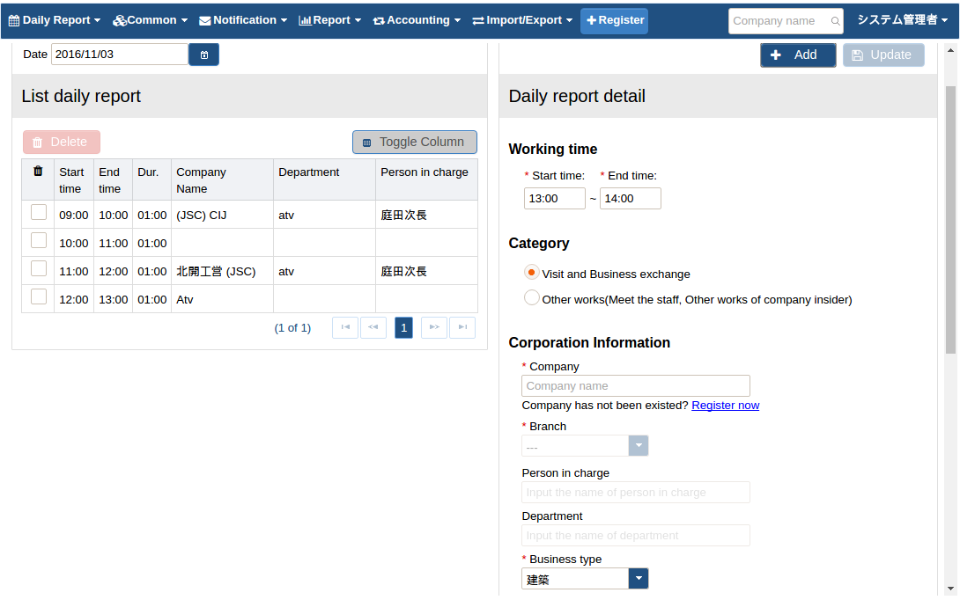 Daily Report Common Notification Report Accounting Import/Export Register Company name システム管理者
Date 2016/11/03
List daily report
Delete Toggle Column
Start time End time Dur. Company Name Department Person in charge
09:00 10:00 01:00 (JSC) CIJ atv 庭田次長
10:00 11:00 01:00
11:00 12:00 01:00 北開工営 (JSC) atv 庭田次長
12:00 13:00 01:00 Atv
(1 of 1) 1
Add Update
Daily report detail
Working time
* Start time: * End time:
13:00 ~ 14:00
Category
Visit and Business exchange
Other works(Meet the staff, Other works of company insider)
Corporation Information
* Company
Company name
Company has not been existed? Register now
* Branch
---
Person in charge
Input the name of person in charge
Department
Input the name of department
* Business type
建築